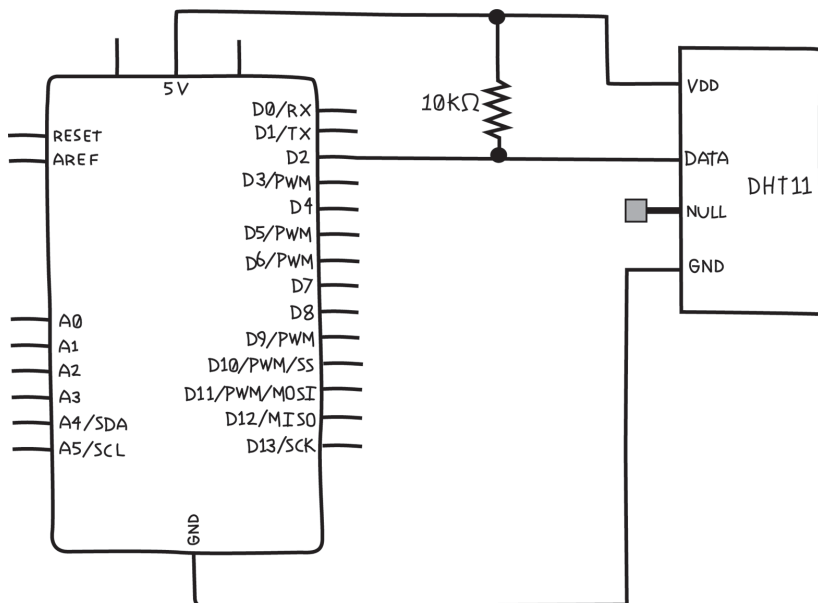 5V
RESET
AREF
A0
A1
A2
A3
A4/SDA
A5/SCL
D0/RX
D1/TX
D2
D3/PWM
D4
D5/PWM
D6/PWM
D7
D8
D9/PWM
D10/PWM/SS
D11/PWM/MOSI
D12/MISO
D13/SCK
GND
10KΩ
VDD
DATA
NULL
GND
DHT11